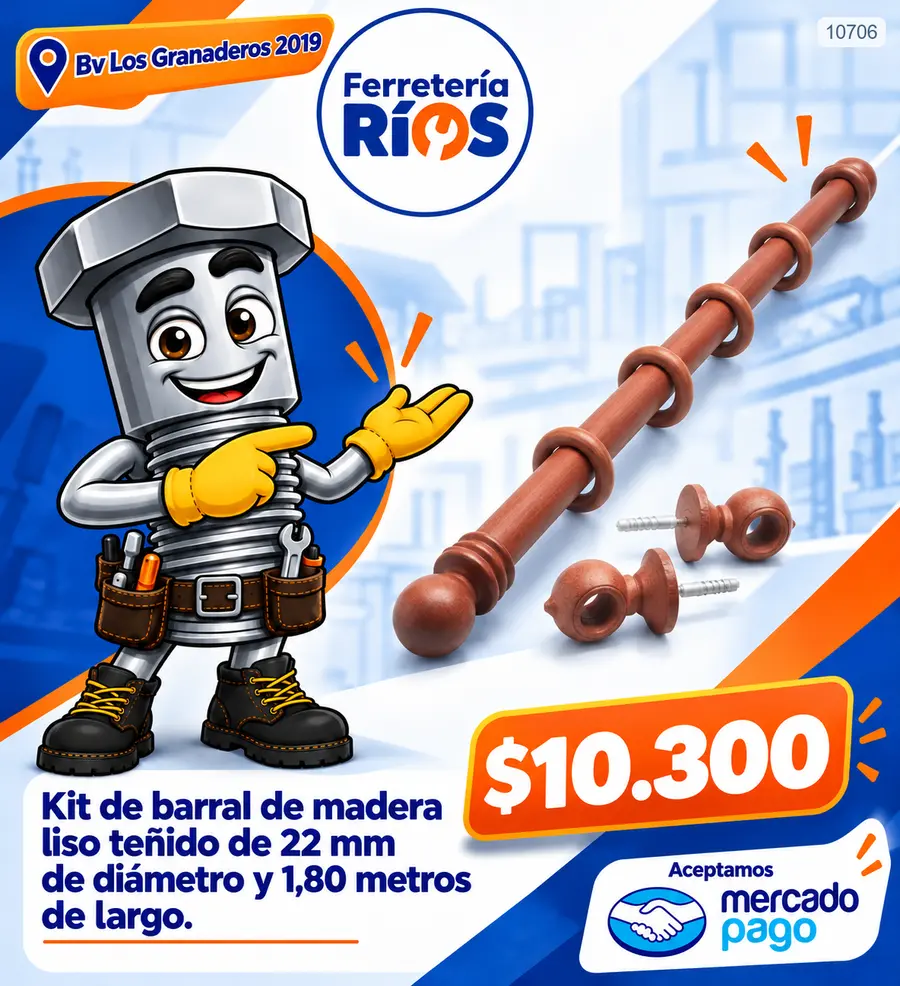 Bv Los Granaderos 2019
Ferretería
RÍOS
10706
$10.300
Kit de barral de madera
liso teñido de 22 mm
de diámetro y 1,80 metros
de largo.
Aceptamos
mercado
pago